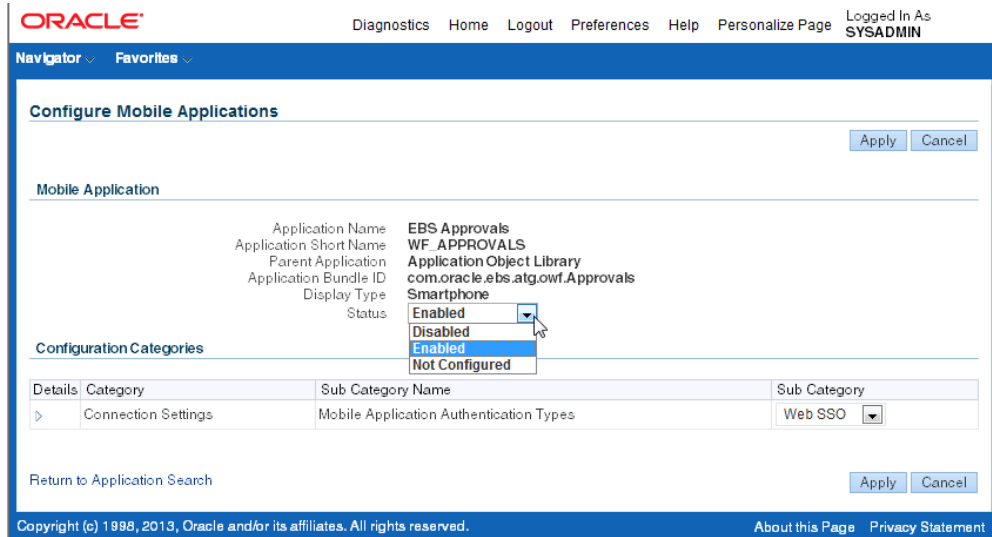 ORACLE®
Diagnostics Home Logout Preferences Help Personalize Page Logged In As SYSADMIN
Navigator Favorites
Configure Mobile Applications
Apply Cancel
Mobile Application
Application Name EBS Approvals
Application Short Name WF_APPROVALS
Parent Application Application Object Library
Application Bundle ID com.oracle.ebs.atg.owf.Approvals
Display Type Smartphone
Status Enabled
Disabled
Enabled
Not Configured
Configuration Categories
Details Category Sub Category Name Sub Category
Connection Settings Mobile Application Authentication Types Web SSO
Return to Application Search
Apply Cancel
Copyright (c) 1998, 2013, Oracle and/or its affiliates. All rights reserved. About this Page Privacy Statement